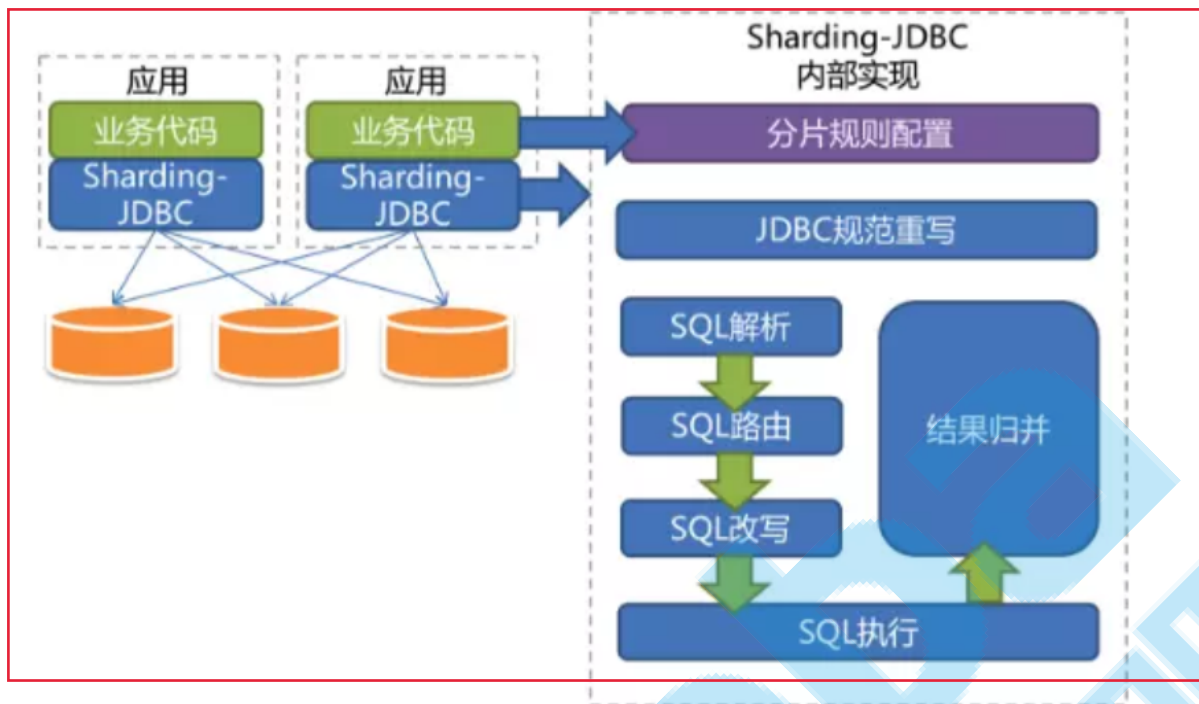 应用
业务代码
Sharding-
JDBC
应用
业务代码
Sharding-
JDBC
Sharding-JDBC
内部实现
分片规则配置
JDBC规范重写
SQL解析
SQL路由
SQL改写
结果归并
SQL执行